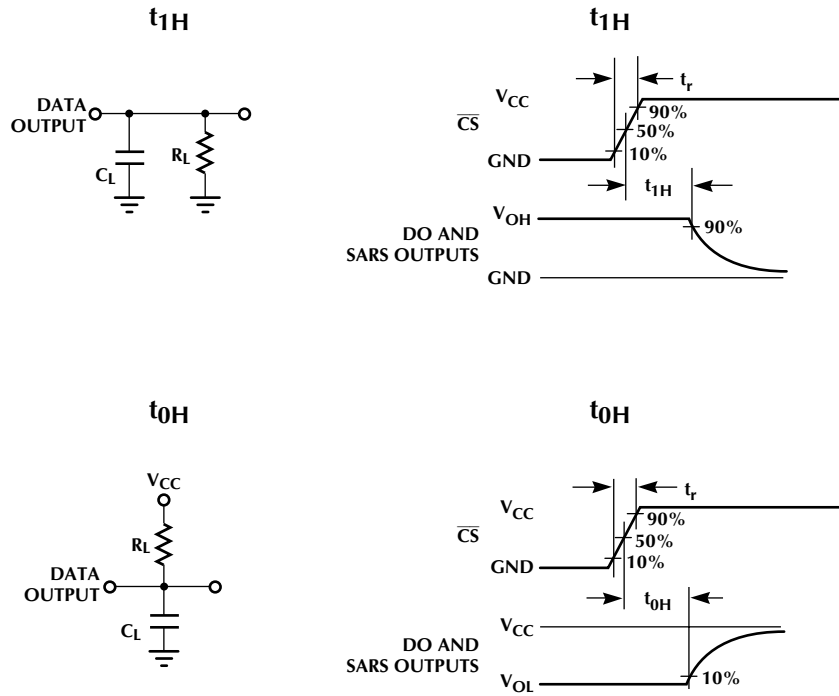 t1H
DATA
OUTPUT
CL
RL
t1H
tr
VCC
CS
GND
90%
50%
10%
t1H
VOH
DO AND
SARS OUTPUTS
GND
90%
t0H
VCC
RL
DATA
OUTPUT
CL
t0H
tr
VCC
CS
GND
90%
50%
10%
t0H
VCC
DO AND
SARS OUTPUTS
VOL
10%